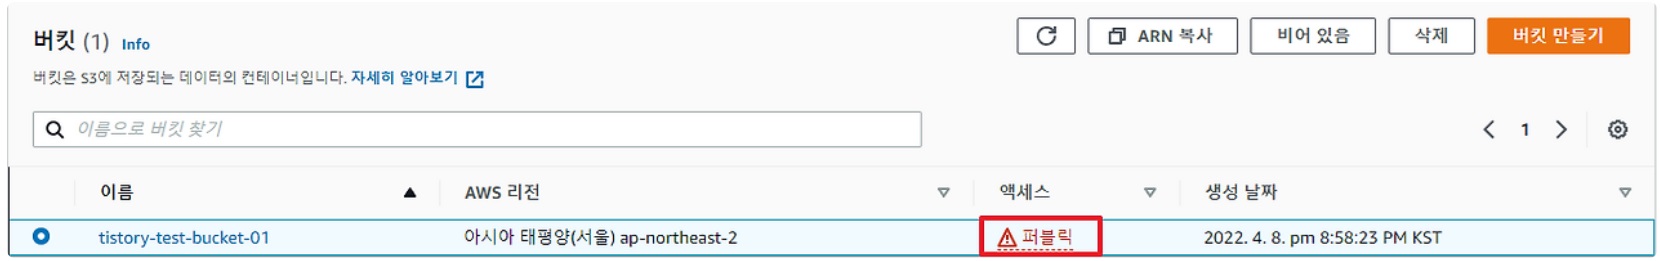 버킷 (1) Info
ARN 복사 비어 있음 삭제 버킷 만들기
버킷은 S3에 저장되는 데이터의 컨테이너입니다. 자세히 알아보기
이름으로 버킷 찾기
1
이름 AWS 리전 액세스 생성 날짜
tistory-test-bucket-01 아시아 태평양(서울) ap-northeast-2 퍼블릭 2022. 4. 8. pm 8:58:23 PM KST